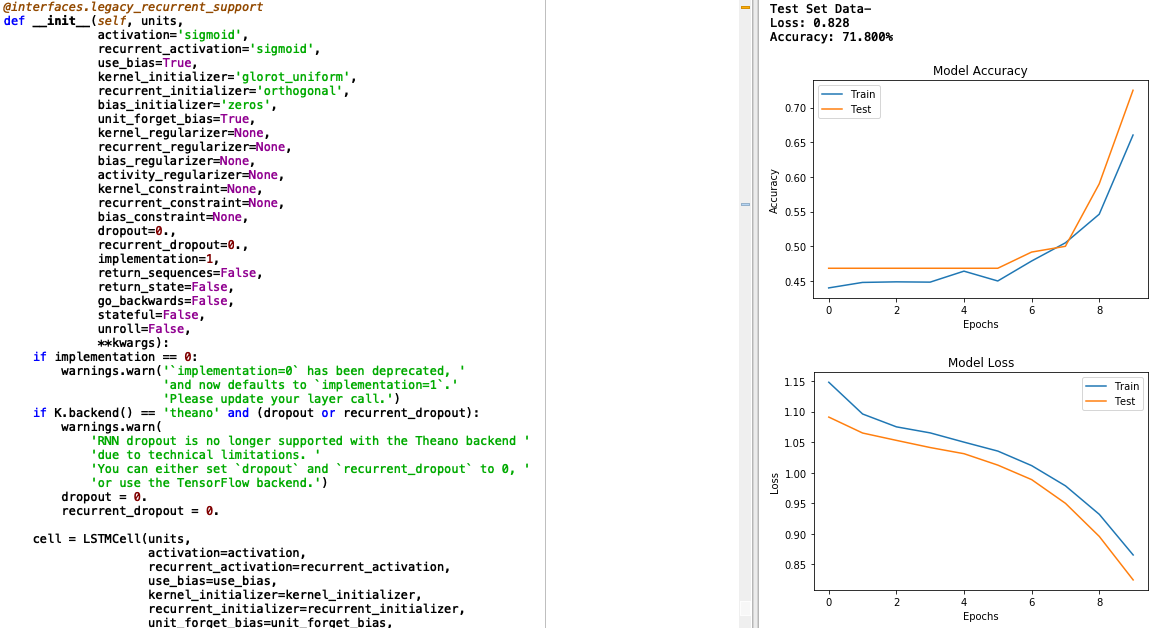 @interfaces.legacy_recurrent_support
def __init__(self, units,
activation='sigmoid',
recurrent_activation='sigmoid',
use_bias=True,
kernel_initializer='glorot_uniform',
recurrent_initializer='orthogonal',
bias_initializer='zeros',
unit_forget_bias=True,
kernel_regularizer=None,
recurrent_regularizer=None,
bias_regularizer=None,
activity_regularizer=None,
kernel_constraint=None,
recurrent_constraint=None,
bias_constraint=None,
dropout=0.,
recurrent_dropout=0.,
implementation=1,
return_sequences=False,
return_state=False,
go_backwards=False,
stateful=False,
unroll=False,
**kwargs):
if implementation == 0:
warnings.warn('`implementation=0` has been deprecated, '
'and now defaults to `implementation=1`.'
'Please update your layer call.')
if K.backend() == 'theano' and (dropout or recurrent_dropout):
warnings.warn(
'RNN dropout is no longer supported with the Theano backend '
'due to technical limitations. '
'You can either set `dropout` and `recurrent_dropout` to 0, '
'or use the TensorFlow backend.')
dropout = 0.
recurrent_dropout = 0.
cell = LSTMCell(units,
activation=activation,
recurrent_activation=recurrent_activation,
use_bias=use_bias,
kernel_initializer=kernel_initializer,
recurrent_initializer=recurrent_initializer,
unit_forget_bias=unit_forget_bias,
Test Set Data-
Loss: 0.828
Accuracy: 71.800%
Model Accuracy
Train
Test
0.70
0.65
0.60
0.55
0.50
0.45
Accuracy
0 2 4 6 8
Epochs
Model Loss
Train
Test
1.15
1.10
1.05
1.00
0.95
0.90
0.85
Loss
0 2 4 6 8
Epochs